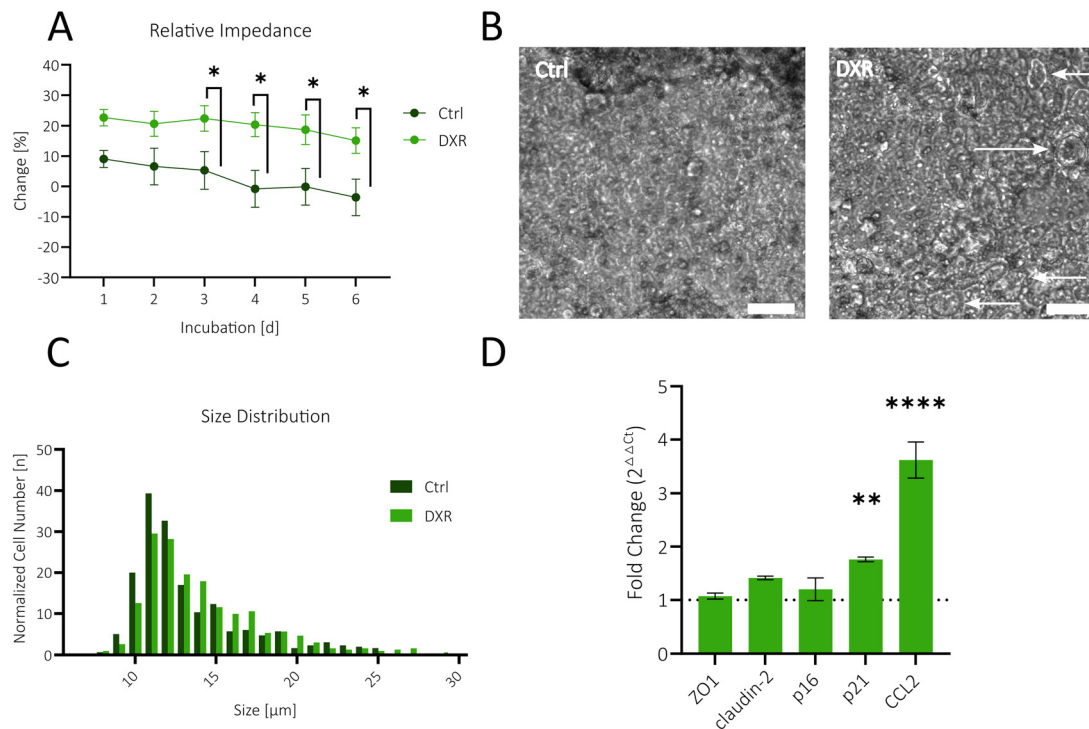 A
Relative Impedance
Change [%]
40
30
20
10
0
-10
-20
-30
*
*
*
*
1 2 3 4 5 6
Incubation [d]
Ctrl
DXR
B
Ctrl
DXR
C
Size Distribution
Normalized Cell Number [n]
50
40
30
20
10
0
10 15 20 25 30
Size [μm]
Ctrl
DXR
D
Fold Change (2^ΔΔCt)
5
4
3
2
1
0
**
****
ZO1
claudin-2
p16
p21
CCL2